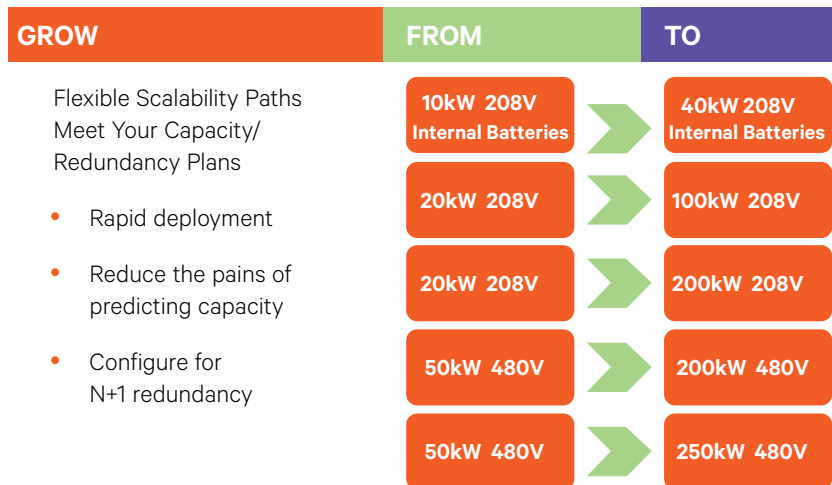 GROW
FROM
TO
Flexible Scalability Paths
Meet Your Capacity/
Redundancy Plans
• Rapid deployment
• Reduce the pains of
predicting capacity
• Configure for
N+1 redundancy
10kW 208V
Internal Batteries
40kW 208V
Internal Batteries
20kW 208V
100kW 208V
20kW 208V
200kW 208V
50kW 480V
200kW 480V
50kW 480V
250kW 480V